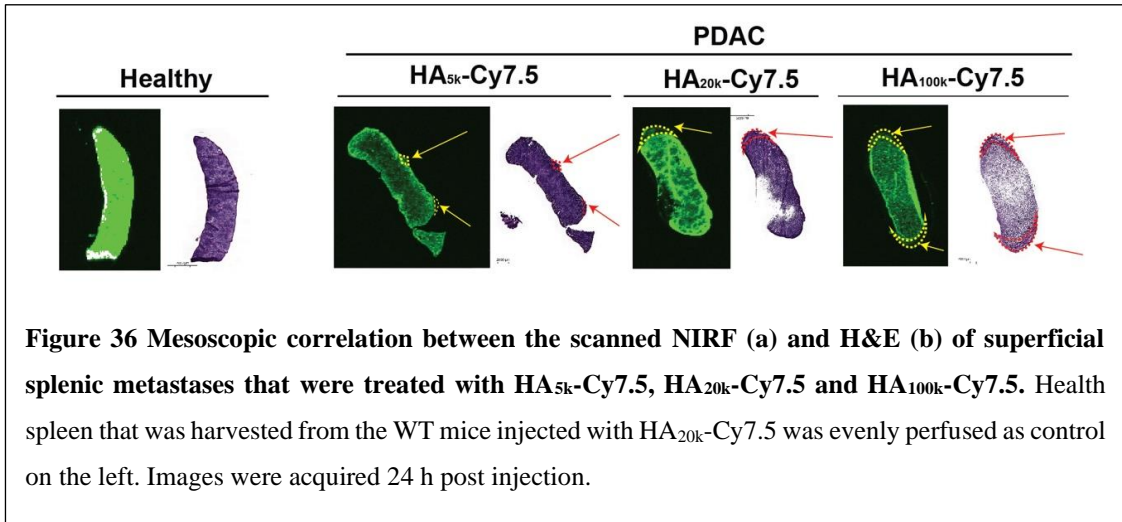 PDAC
Healthy
HA5k-Cy7.5
HA20k-Cy7.5
HA100k-Cy7.5
Figure 36 Mesoscopic correlation between the scanned NIRF (a) and H&E (b) of superficial
splenic metastases that were treated with HA5k-Cy7.5, HA20k-Cy7.5 and HA100k-Cy7.5. Health
spleen that was harvested from the WT mice injected with HA20k-Cy7.5 was evenly perfused as control
on the left. Images were acquired 24 h post injection.